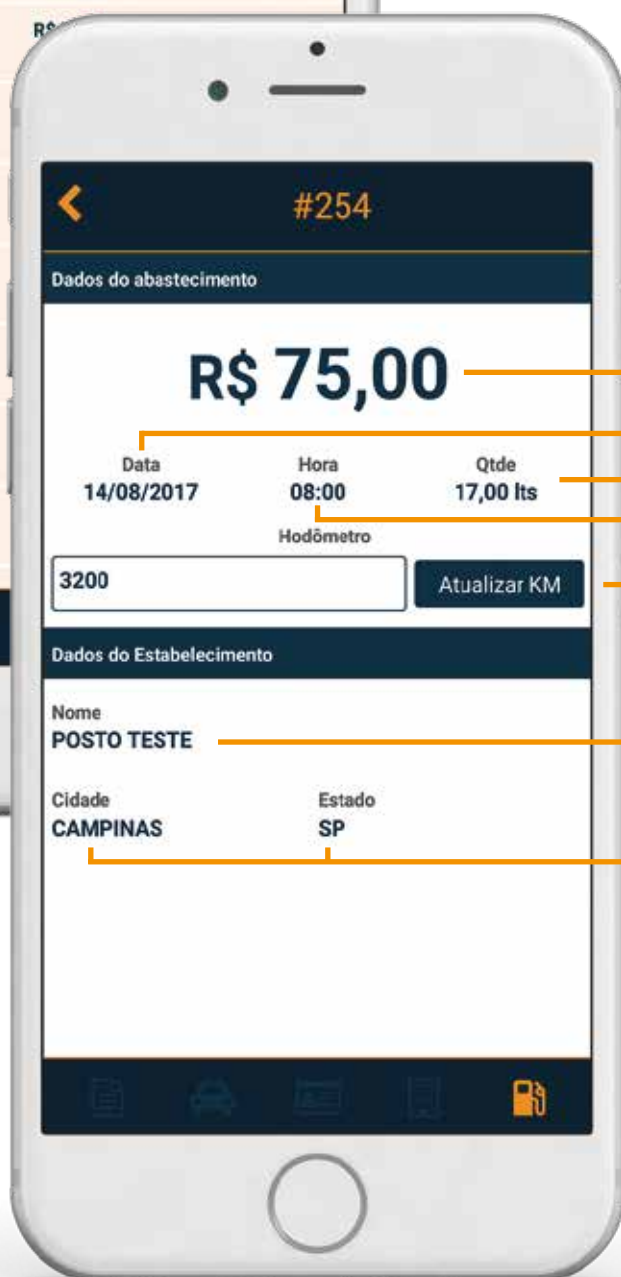 R$
#254
Dados do abastecimento
R$ 75,00
Data Hora Qtde
14/08/2017 08:00 17,00 lts
Hodômetro
3200 Atualizar KM
Dados do Estabelecimento
Nome
POSTO TESTE
Cidade Estado
CAMPINAS SP